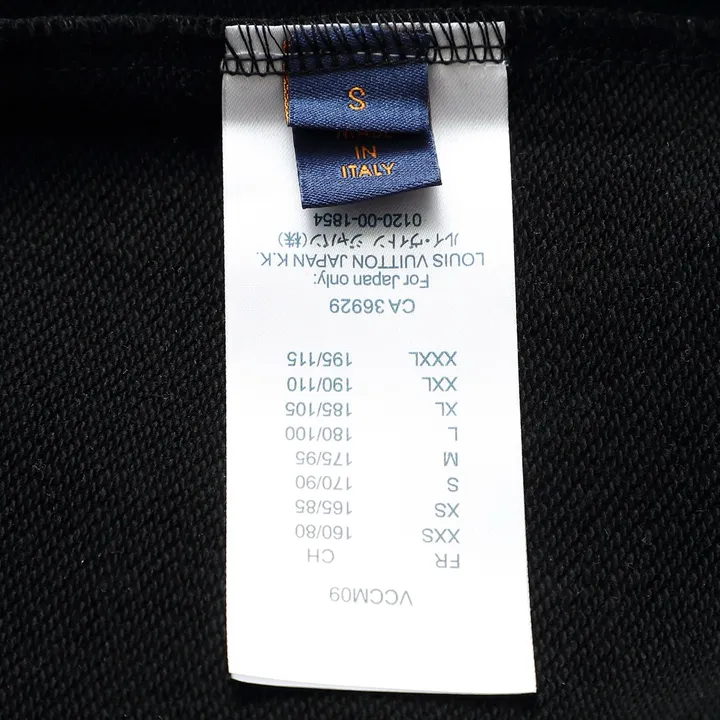 S
MADE
IN
ITALY
VCCM09
FR CH
XXS 160/80
XS 165/85
S 170/90
M 175/95
L 180/100
XL 185/105
XXL 190/110
XXXL 195/115
CA 36929
For Japan only:
LOUIS VUITTON JAPAN K.K.
ルイ・ヴィトン ジャパン(株)
0120-00-1854